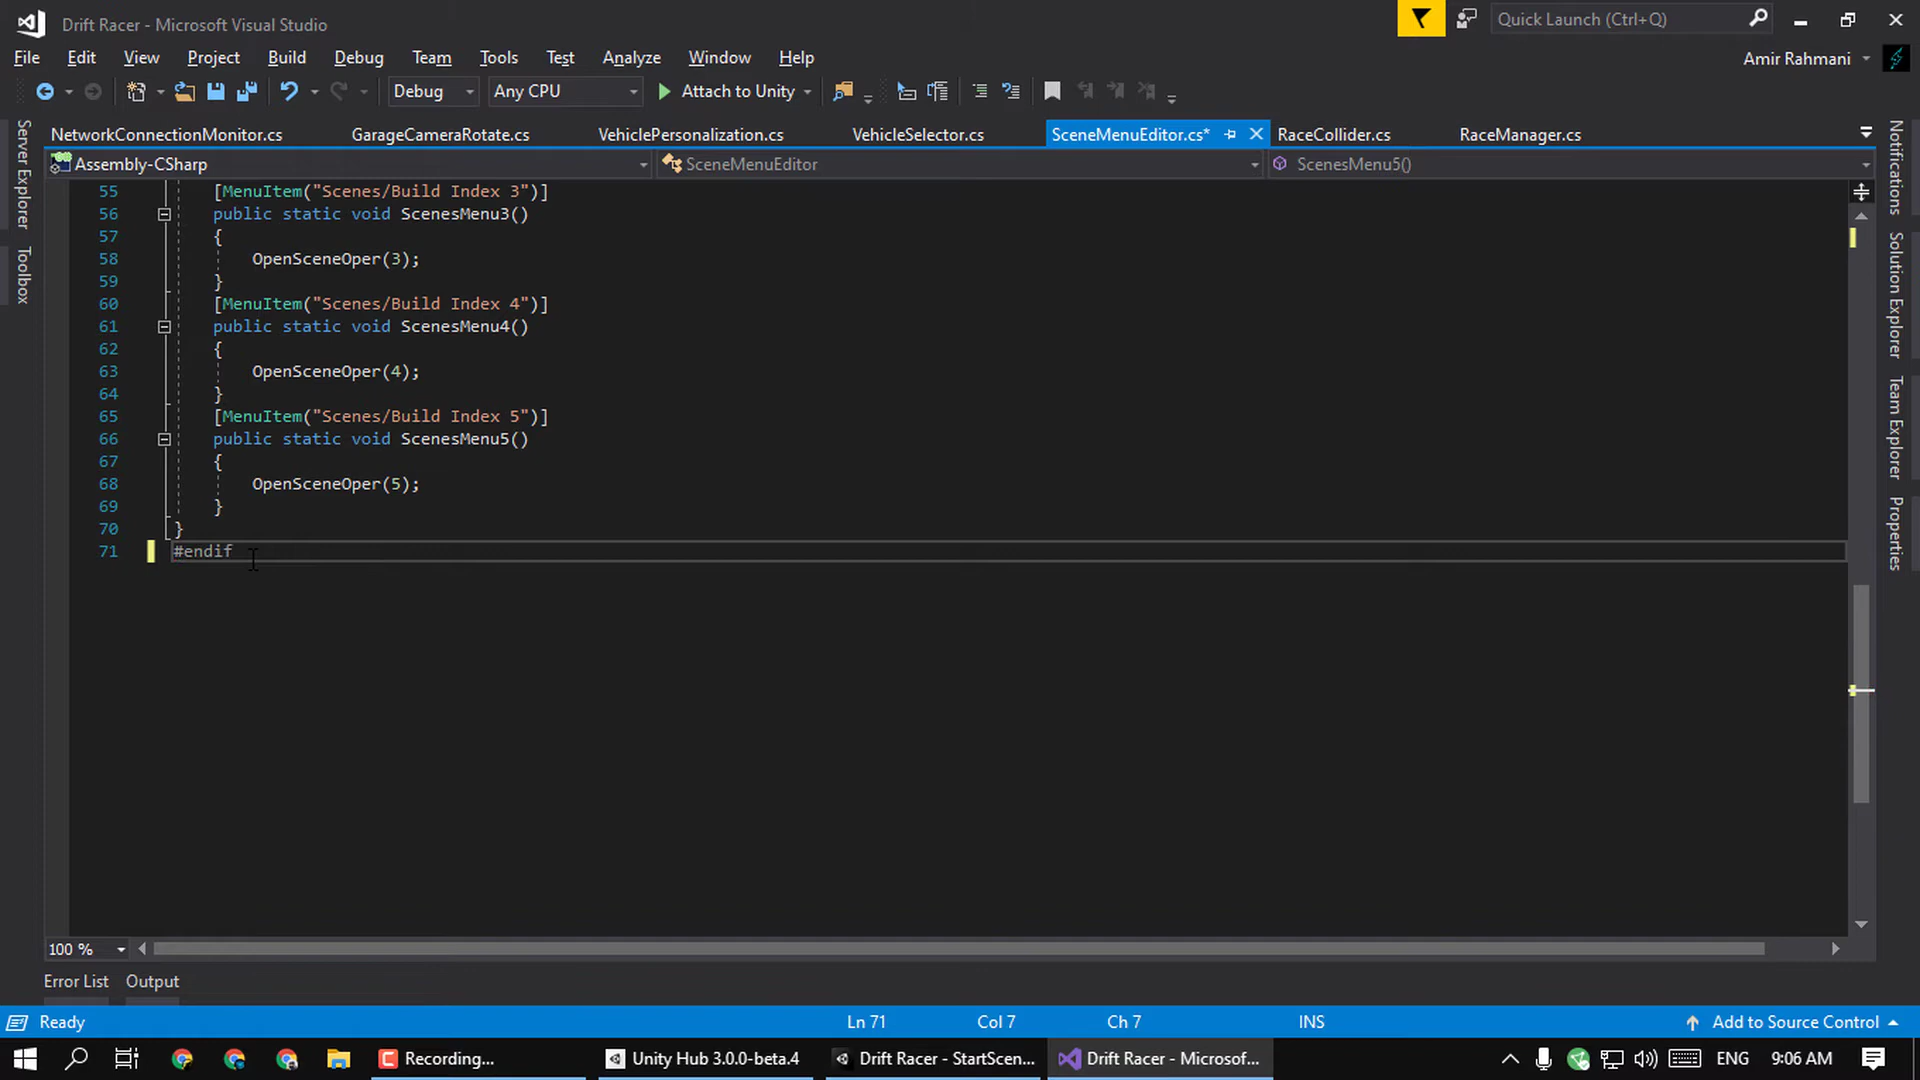 Drift Racer - Microsoft Visual Studio
Quick Launch (Ctrl+Q)
File Edit View Project Build Debug Team Tools Test Analyze Window Help
Amir Rahmani
Debug Any CPU Attach to Unity
NetworkConnectionMonitor.cs GarageCameraRotate.cs VehiclePersonalization.cs VehicleSelector.cs SceneMenuEditor.cs* RaceCollider.cs RaceManager.cs
Assembly-CSharp SceneMenuEditor ScenesMenu5()
Server Explorer
Toolbox
55 [MenuItem("Scenes/Build Index 3")]
56 public static void ScenesMenu3()
57 {
58 OpenSceneOper(3);
59 }
60 [MenuItem("Scenes/Build Index 4")]
61 public static void ScenesMenu4()
62 {
63 OpenSceneOper(4);
64 }
65 [MenuItem("Scenes/Build Index 5")]
66 public static void ScenesMenu5()
67 {
68 OpenSceneOper(5);
69 }
70 }
71 #endif
Notifications
Solution Explorer
Team Explorer
Properties
100 %
Error List Output
Ready Ln 71 Col 7 Ch 7 INS Add to Source Control
Recording... Unity Hub 3.0.0-beta.4 Drift Racer - StartScen... Drift Racer - Microsof... ENG 9:06 AM